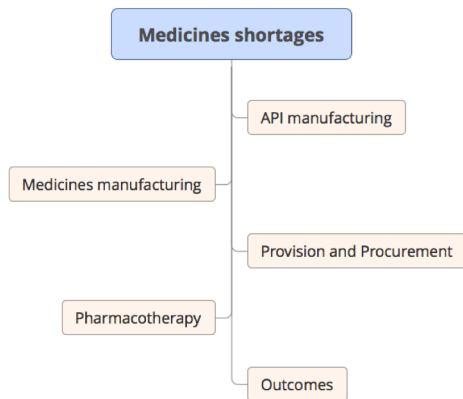 Medicines shortages
API manufacturing
Medicines manufacturing
Provision and Procurement
Pharmacotherapy
Outcomes